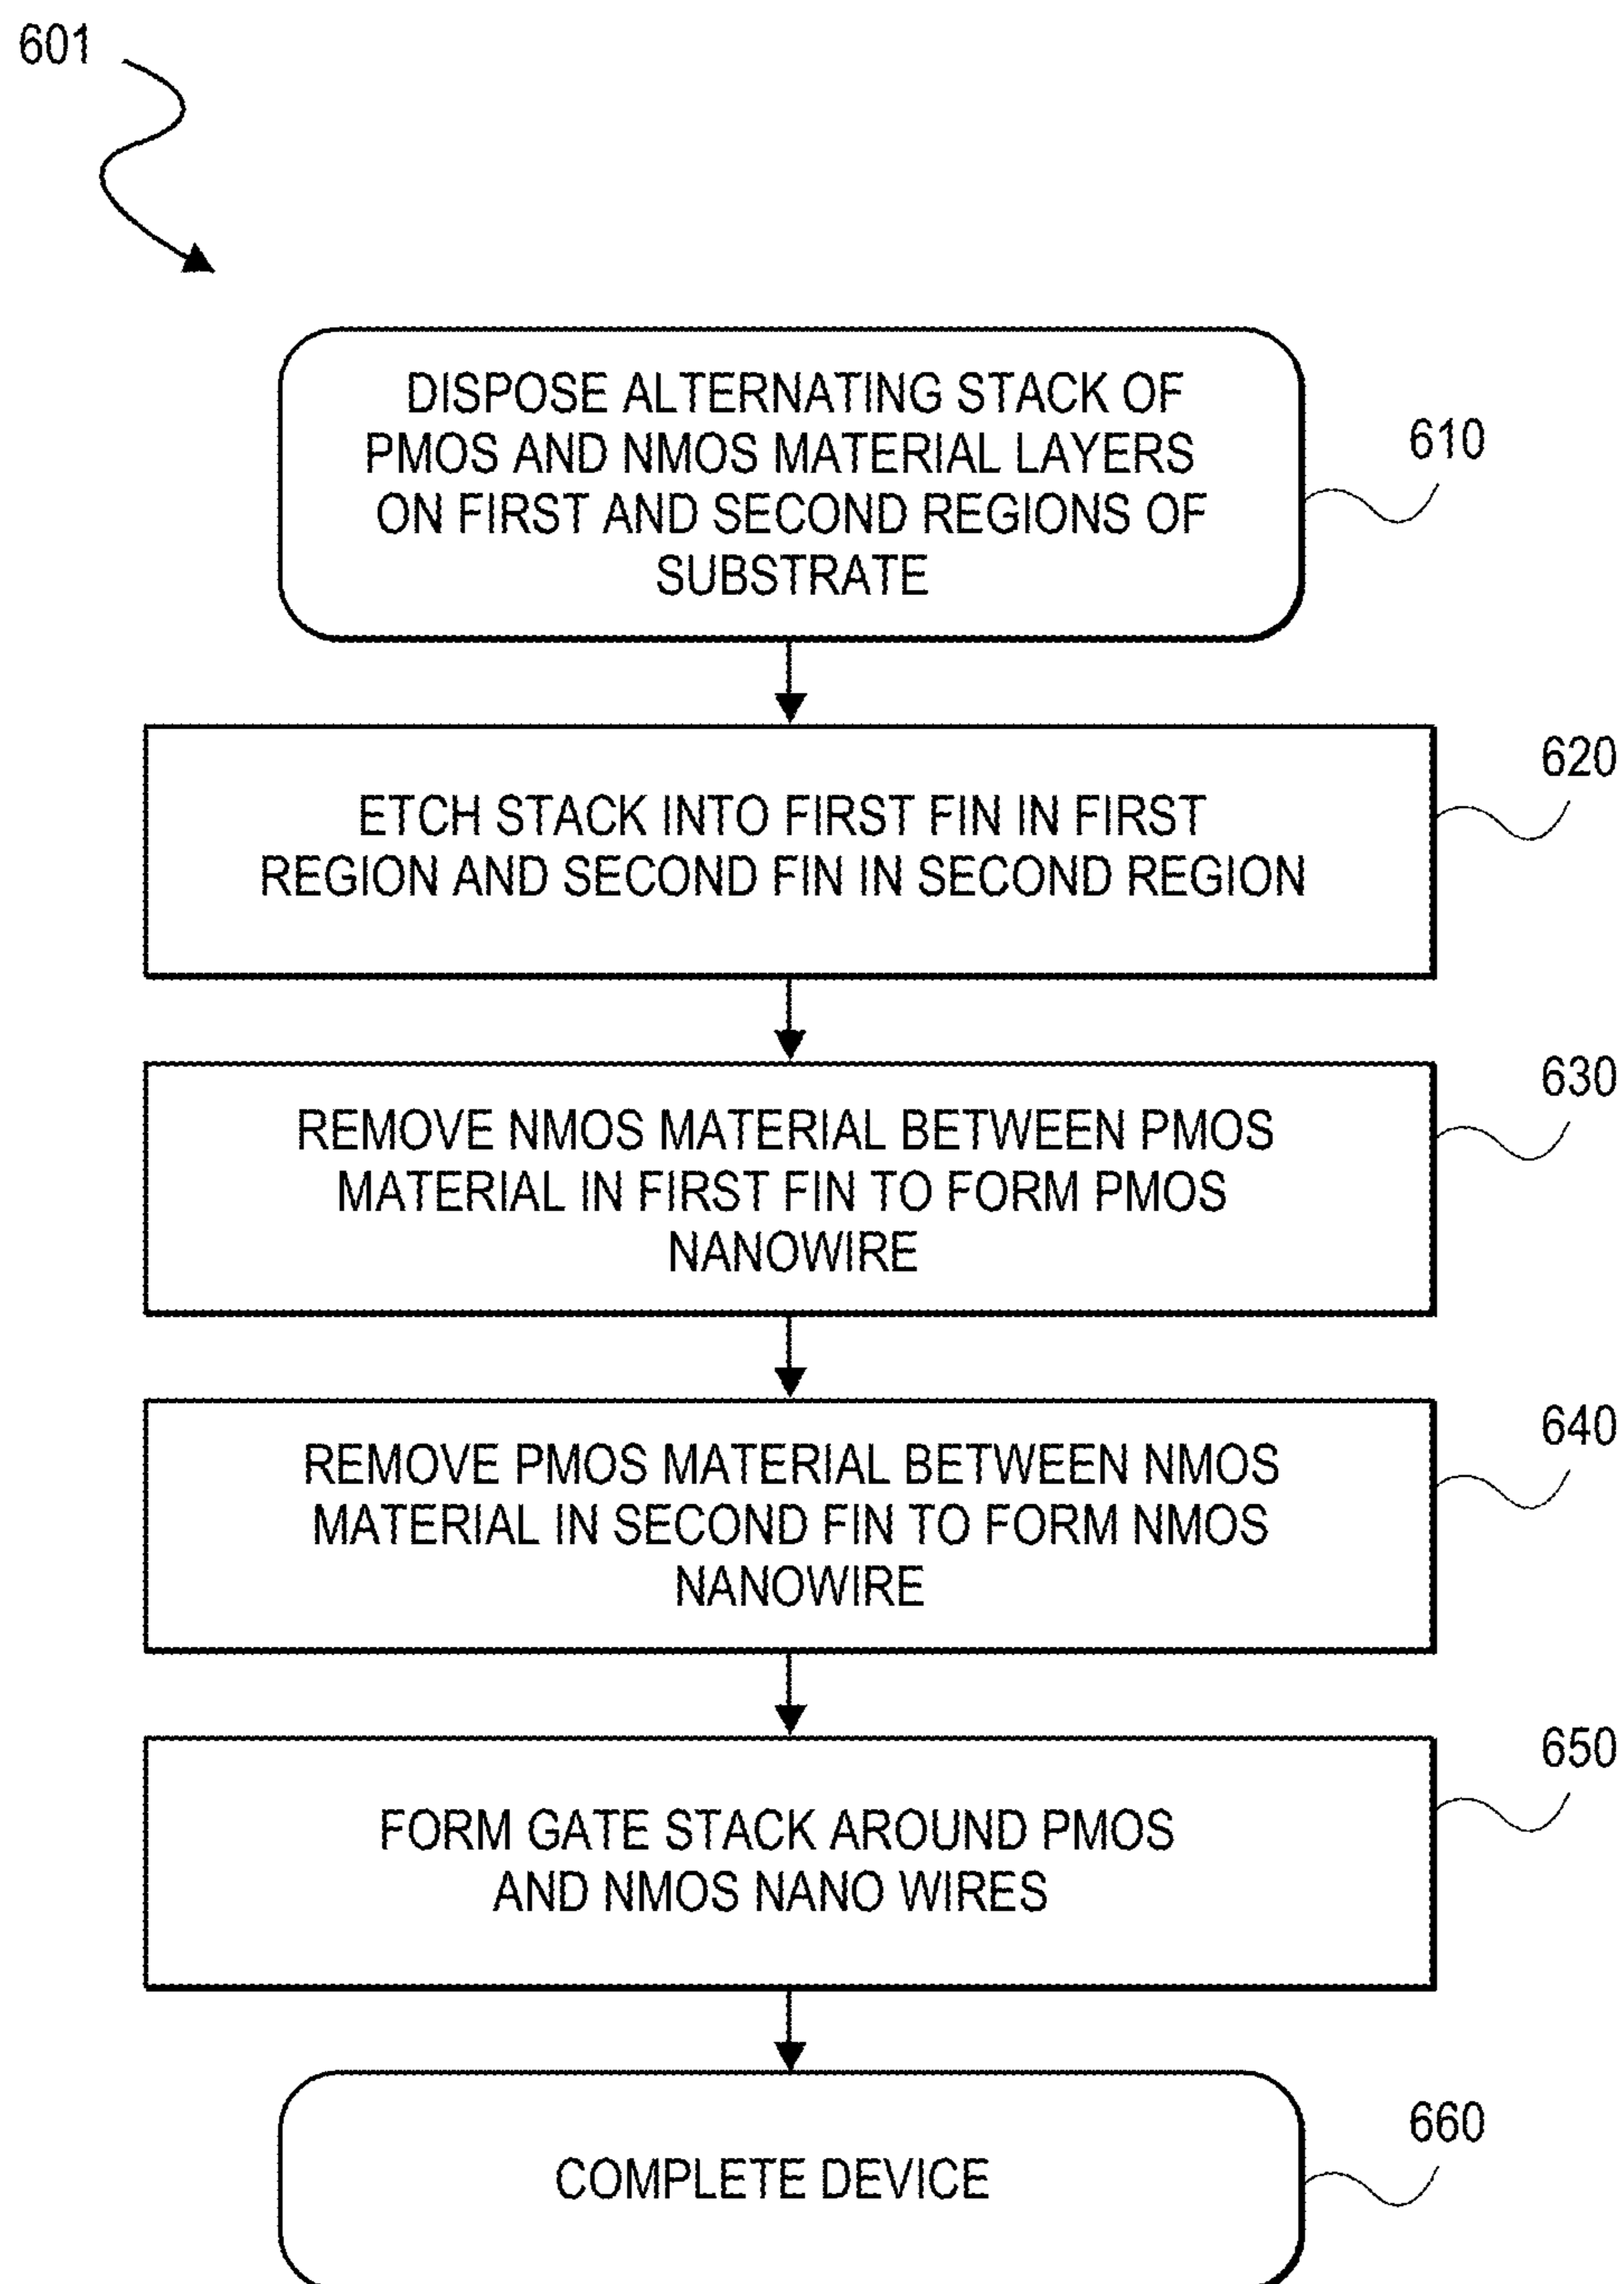 601
DISPOSE ALTERNATING STACK OF
PMOS AND NMOS MATERIAL LAYERS
ON FIRST AND SECOND REGIONS OF
SUBSTRATE
610
ETCH STACK INTO FIRST FIN IN FIRST
REGION AND SECOND FIN IN SECOND REGION
620
REMOVE NMOS MATERIAL BETWEEN PMOS
MATERIAL IN FIRST FIN TO FORM PMOS
NANOWIRE
630
REMOVE PMOS MATERIAL BETWEEN NMOS
MATERIAL IN SECOND FIN TO FORM NMOS
NANOWIRE
640
FORM GATE STACK AROUND PMOS
AND NMOS NANO WIRES
650
COMPLETE DEVICE
660